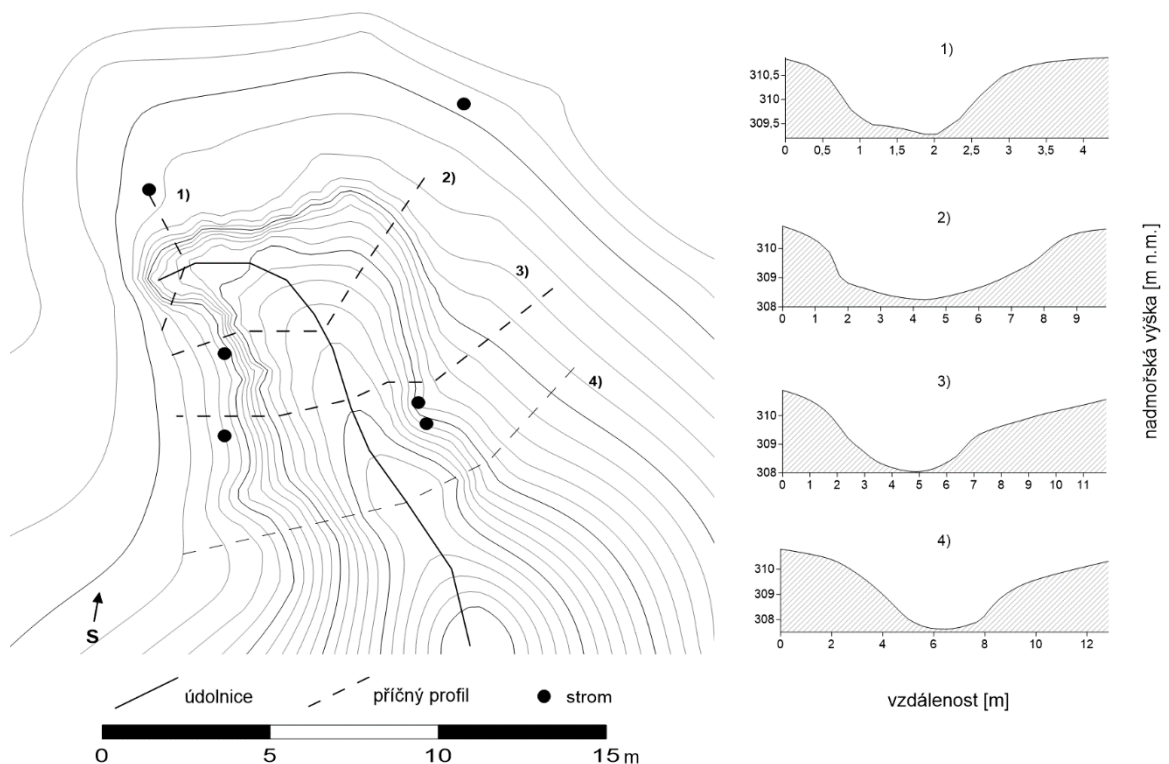 1)
2)
3)
4)
S
údolnice
příčný profil
strom
0 5 10 15 m
1)
310,5
310
309,5
0 0,5 1 1,5 2 2,5 3 3,5 4
2)
310
309
308
0 1 2 3 4 5 6 7 8 9
3)
310
309
308
0 1 2 3 4 5 6 7 8 9 10 11
4)
310
309
308
0 2 4 6 8 10 12
vzdálenost [m]
nadmořská výška [m n.m.]